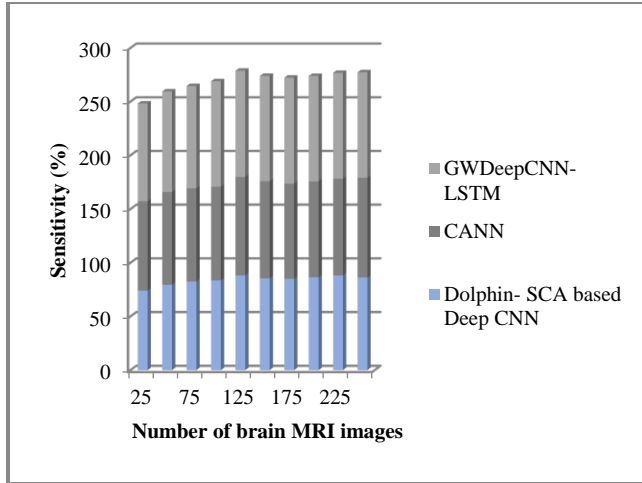 300
250
200
150
100
50
0
Sensitivity (%)
25 75 125 175 225
Number of brain MRI images
GWDeepCNN-
LSTM
CANN
Dolphin- SCA based
Deep CNN